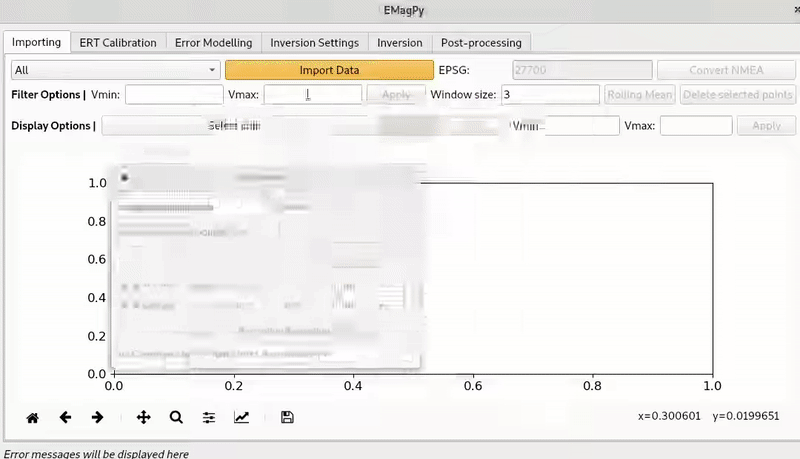 EMagPy
Importing ERT Calibration Error Modelling Inversion Settings Inversion Post-processing
All Import Data EPSG: 27700 Convert NMEA
Filter Options | Vmin: Vmax: Apply Window size: 3 Rolling Mean Delete selected points
Display Options | Vmax: Apply
1.0
0.8
0.6
0.4
0.2
0.0
0.0 0.2 0.4 0.6 0.8 1.0
x=0.300601 y=0.0199651
Error messages will be displayed here